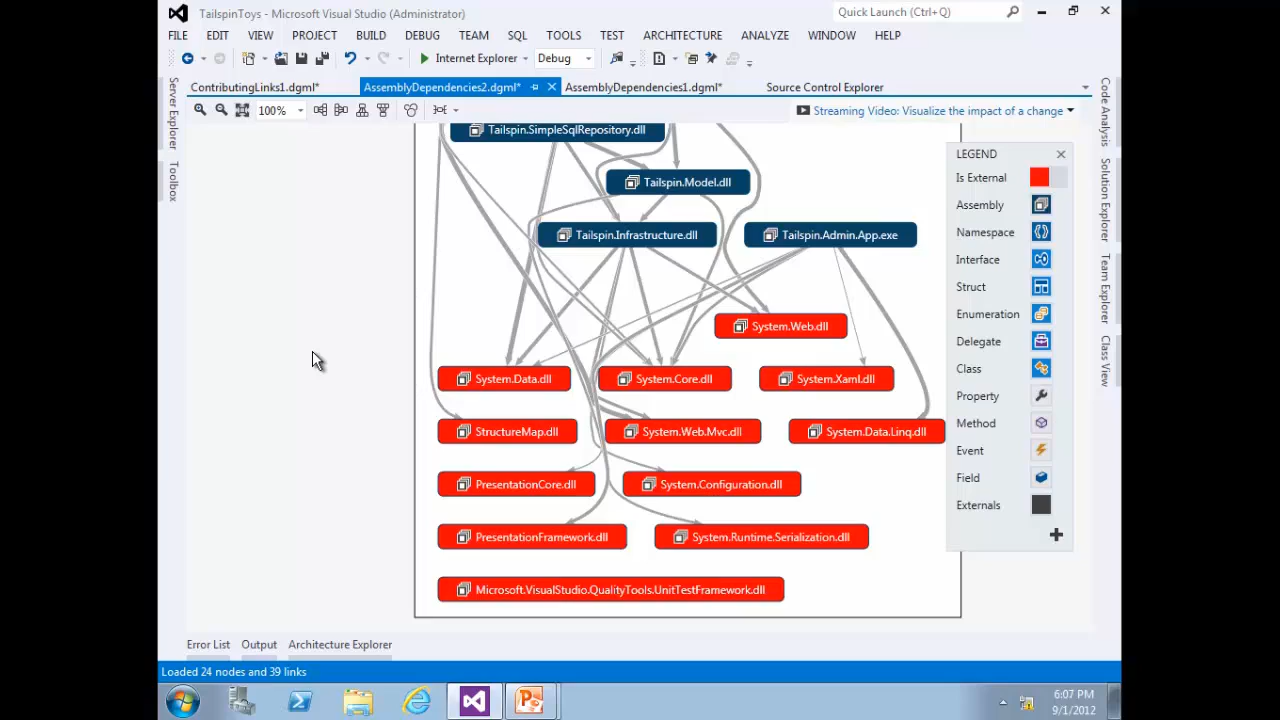 TailspinToys - Microsoft Visual Studio (Administrator)
Quick Launch (Ctrl+Q)
FILE EDIT VIEW PROJECT BUILD DEBUG TEAM SQL TOOLS TEST ARCHITECTURE ANALYZE WINDOW HELP
Internet Explorer Debug
ContributingLinks1.dgml* AssemblyDependencies2.dgml* AssemblyDependencies1.dgml* Source Control Explorer
100%
Streaming Video: Visualize the impact of a change
Server Explorer
Toolbox
Tailspin.SimpleSqlRepository.dll
Tailspin.Model.dll
Tailspin.Infrastructure.dll
Tailspin.Admin.App.exe
System.Web.dll
System.Data.dll
System.Core.dll
System.Xaml.dll
StructureMap.dll
System.Web.Mvc.dll
System.Data.Linq.dll
PresentationCore.dll
System.Configuration.dll
PresentationFramework.dll
System.Runtime.Serialization.dll
Microsoft.VisualStudio.QualityTools.UnitTestFramework.dll
LEGEND
Is External
Assembly
Namespace
Interface
Struct
Enumeration
Delegate
Class
Property
Method
Event
Field
Externals
Code Analysis
Solution Explorer
Team Explorer
Class View
Error List Output Architecture Explorer
Loaded 24 nodes and 39 links
6:07 PM
9/1/2012